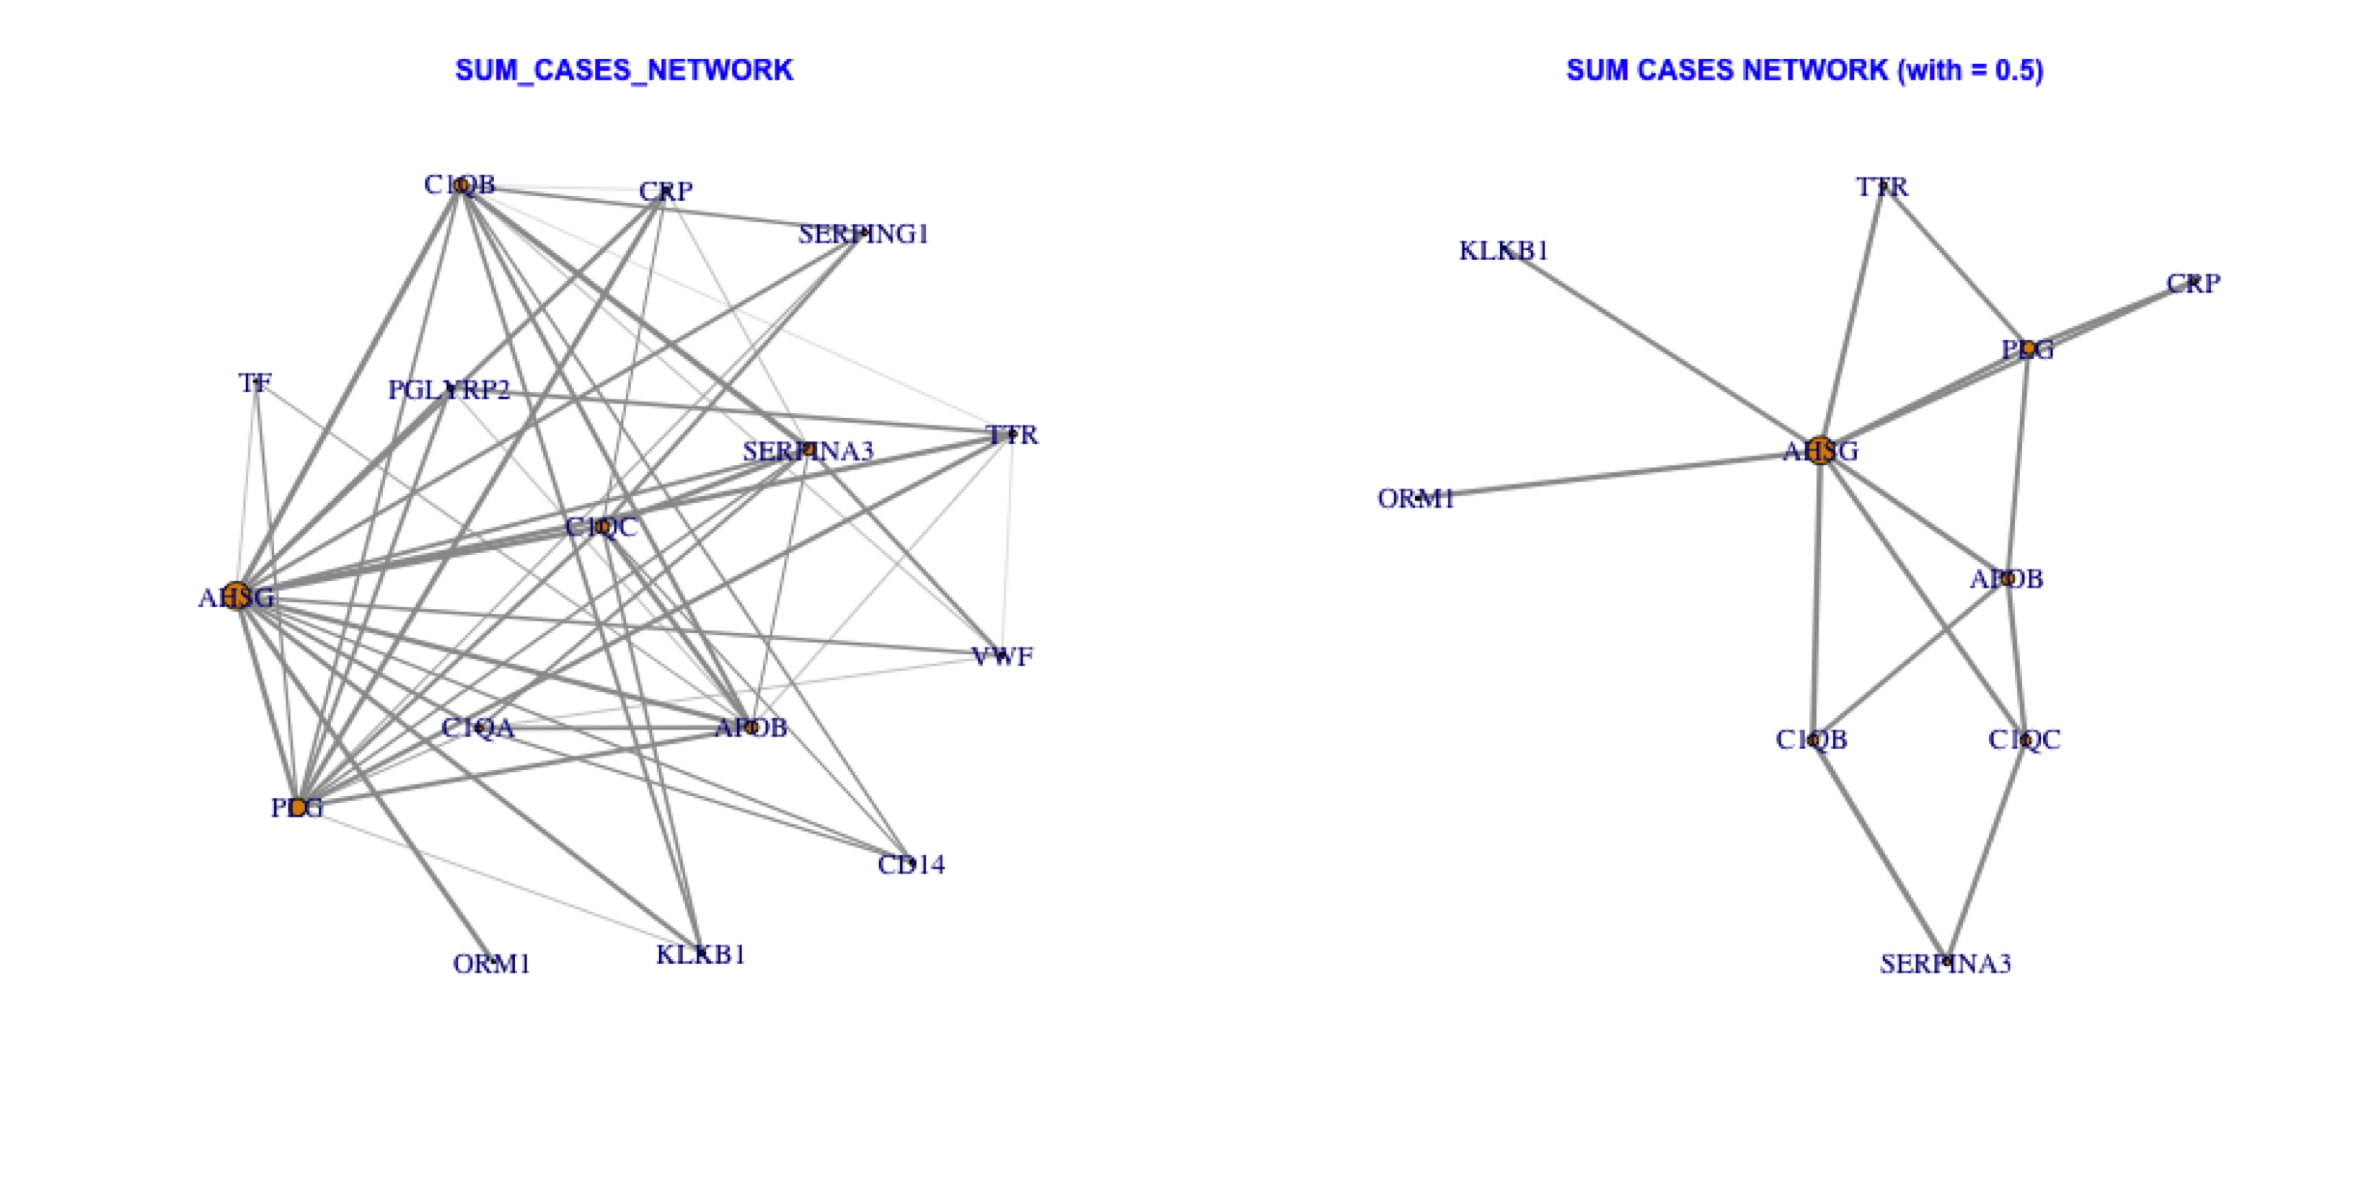 SUM_CASES_NETWORK
C1QB
CRP
SERPING1
TF
PGLYRP2
TTR
SERPINA3
C1QC
AHSG
VWF
C1QA
APOB
PLG
CD14
KLKB1
ORM1
SUM CASES NETWORK (with = 0.5)
TTR
KLKB1
CRP
PLG
AHSG
ORM1
APOB
C1QB
C1QC
SERPINA3